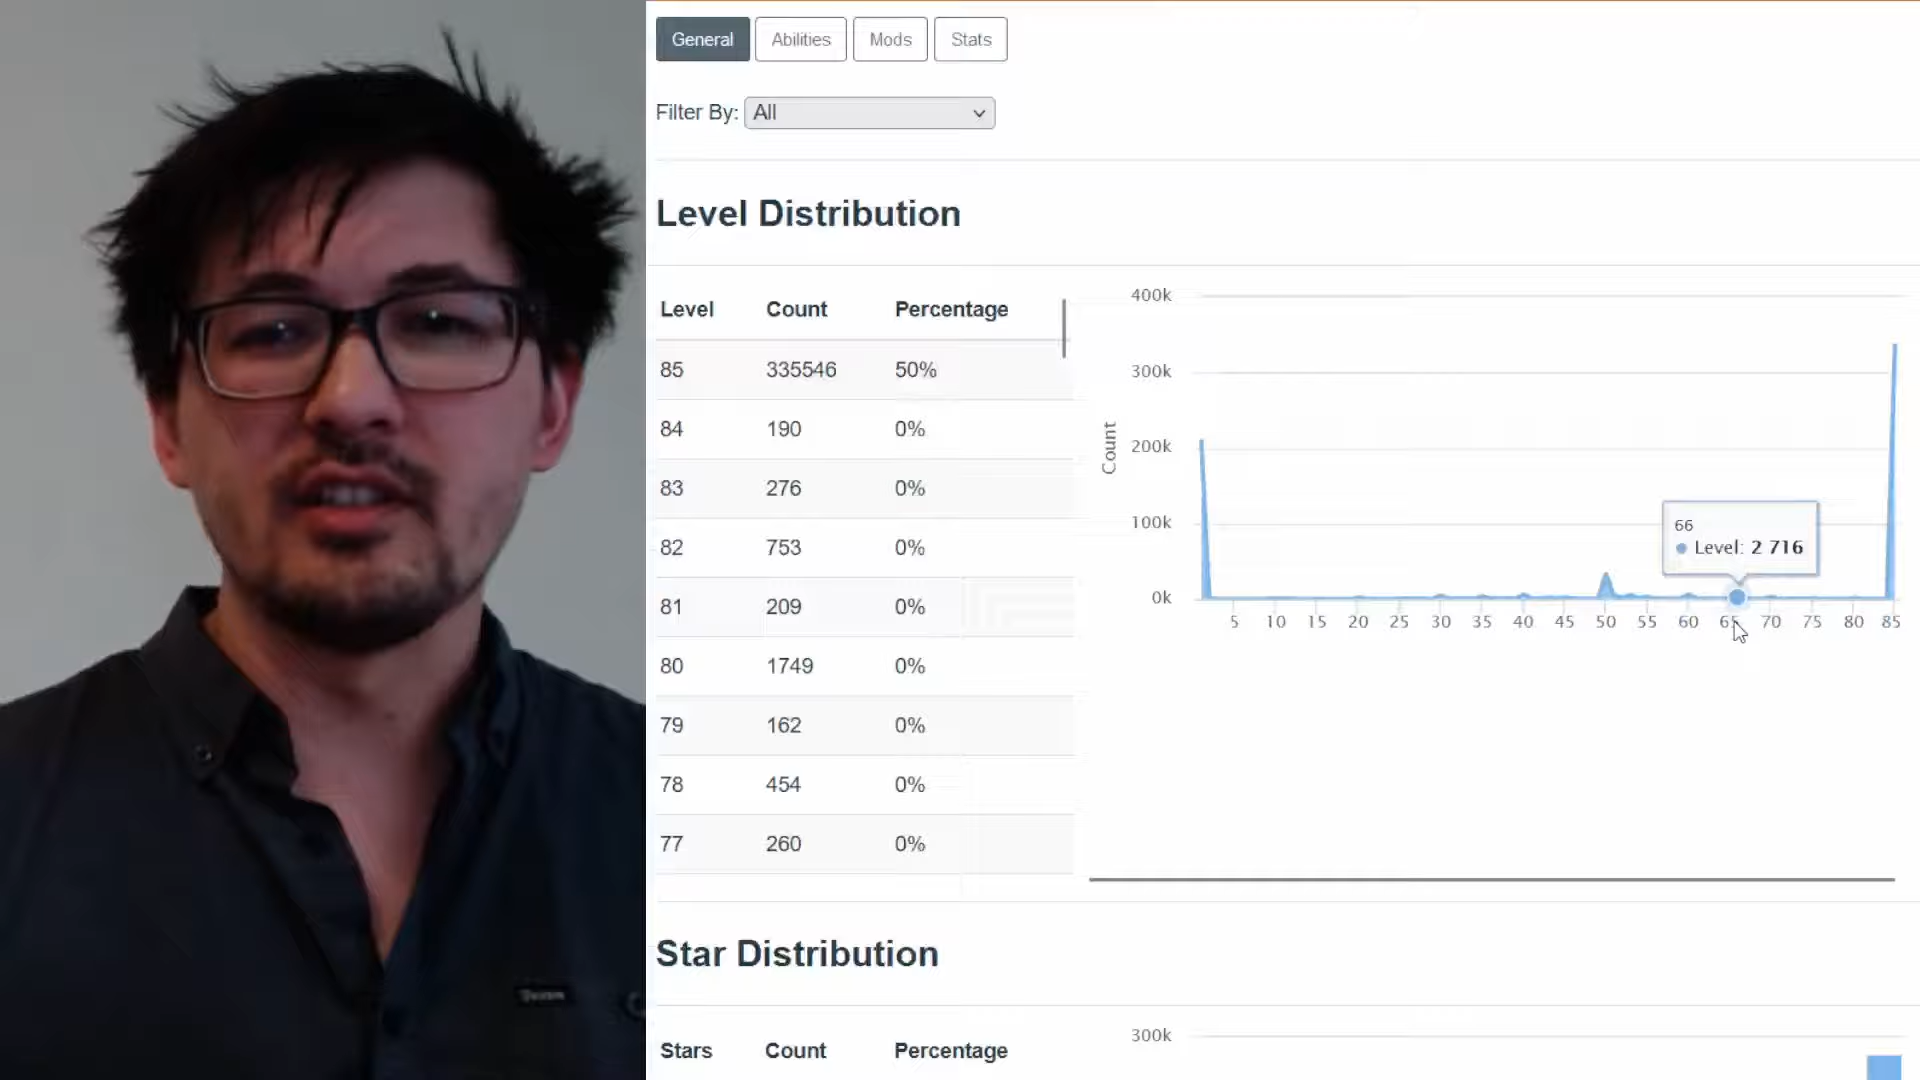 General Abilities Mods Stats
Filter By: All
Level Distribution
Level Count Percentage
85 335546 50%
84 190 0%
83 276 0%
82 753 0%
81 209 0%
80 1749 0%
79 162 0%
78 454 0%
77 260 0%
400k
300k
200k
100k
0k
Count
66
Level: 2 716
5 10 15 20 25 30 35 40 45 50 55 60 65 70 75 80 85
Star Distribution
Stars Count Percentage
300k